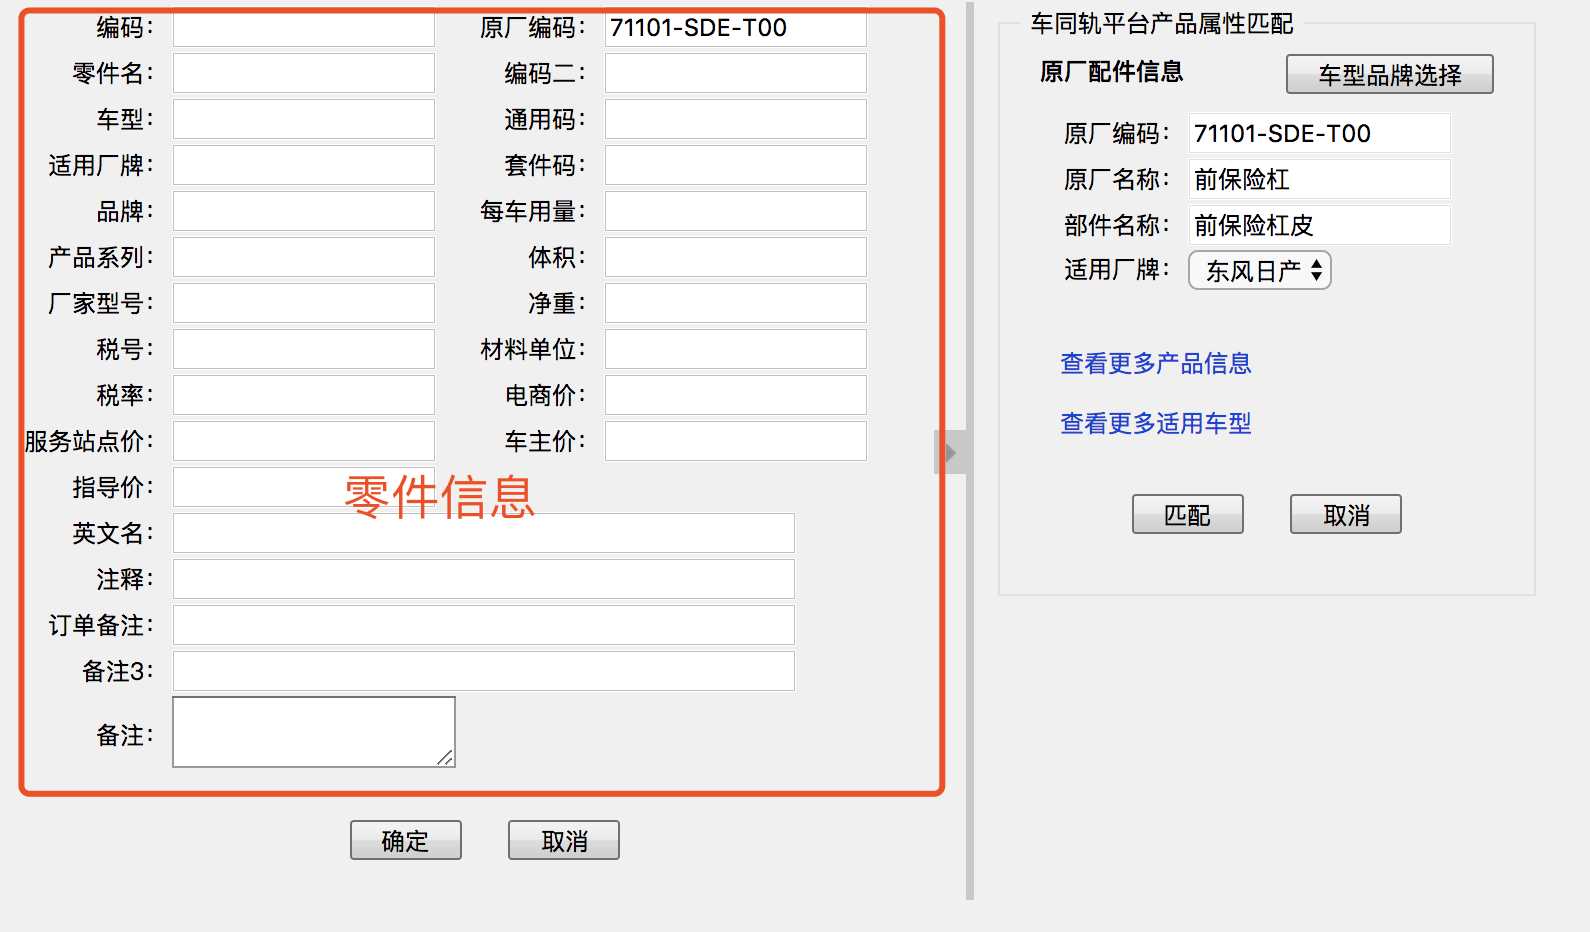 编码： 原厂编码： 71101-SDE-T00
零件名： 编码二：
车型： 通用码：
适用厂牌： 套件码：
品牌： 每车用量：
产品系列： 体积：
厂家型号： 净重：
税号： 材料单位：
税率： 电商价：
服务站点价： 车主价：
指导价：
零件信息
英文名：
注释：
订单备注：
备注3：
备注：
确定 取消
车同轨平台产品属性匹配
原厂配件信息 车型品牌选择
原厂编码： 71101-SDE-T00
原厂名称： 前保险杠
部件名称： 前保险杠皮
适用厂牌： 东风日产
查看更多产品信息
查看更多适用车型
匹配 取消